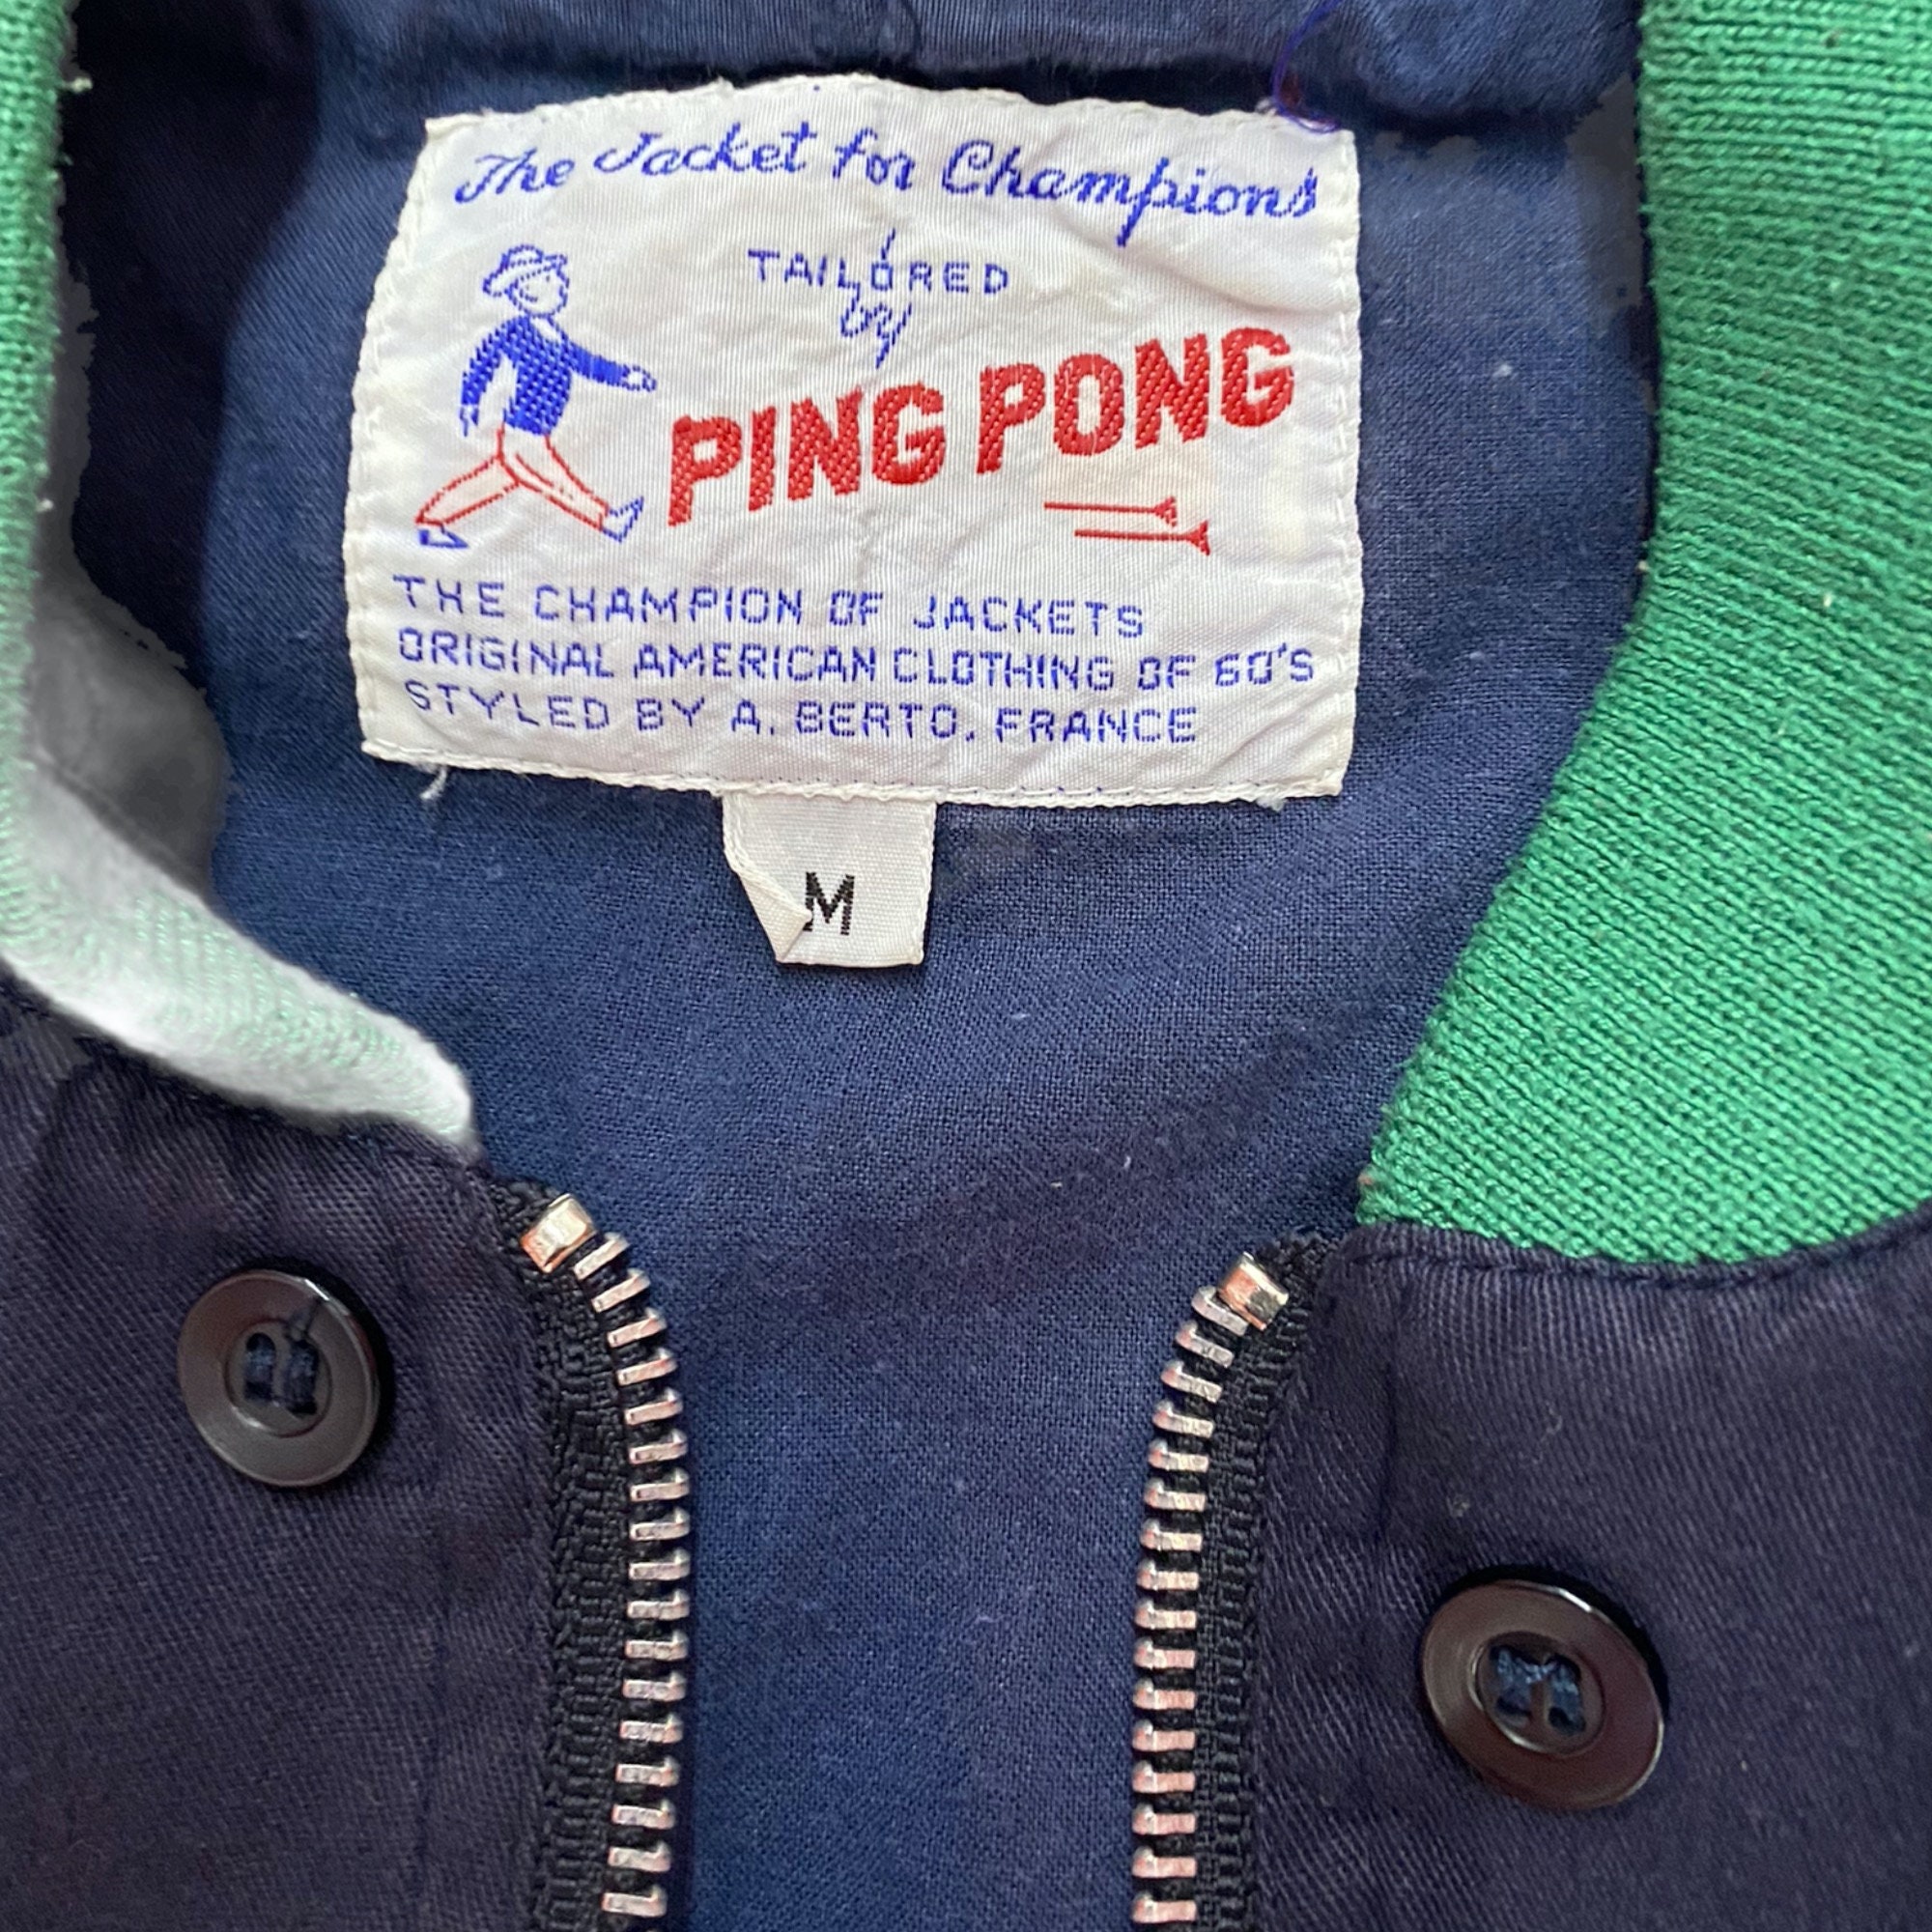 The Jacket for Champions
TAILORED
by
PING PONG
THE CHAMPION OF JACKETS
ORIGINAL AMERICAN CLOTHING OF 60'S
STYLED BY A. BERTO. FRANCE
M